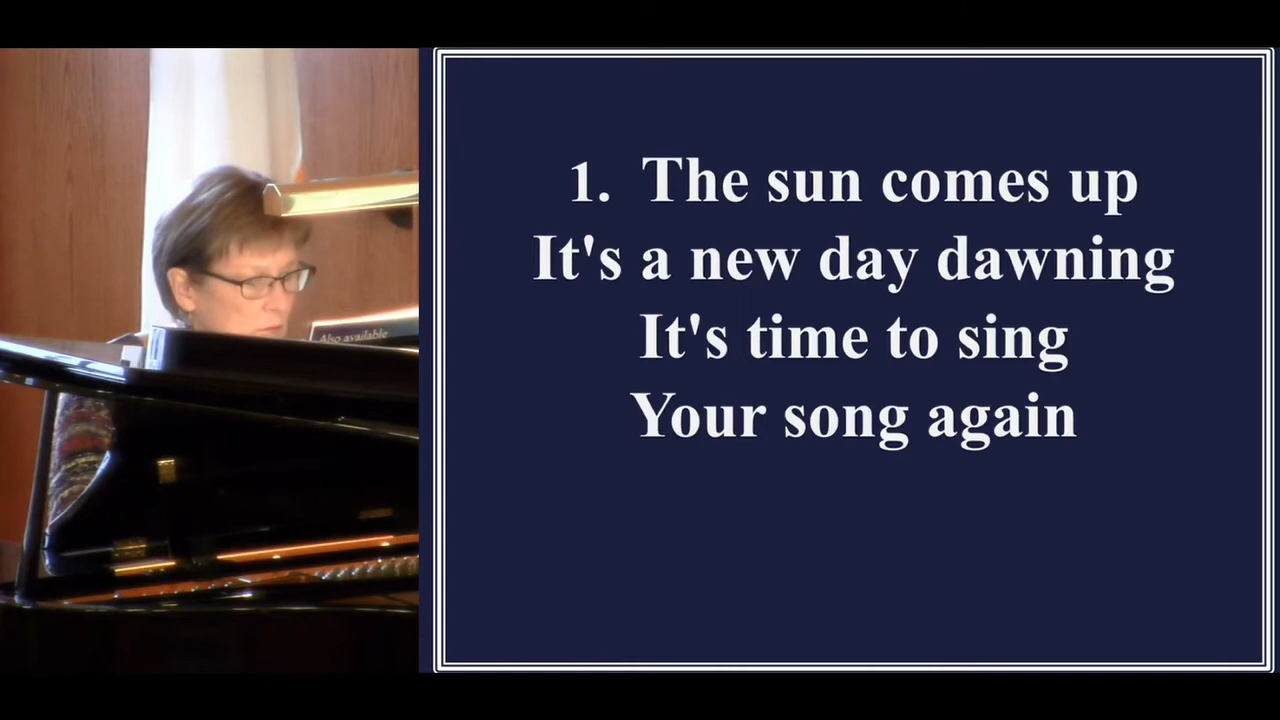 Also available
1. The sun comes up
It's a new day dawning
It's time to sing
Your song again